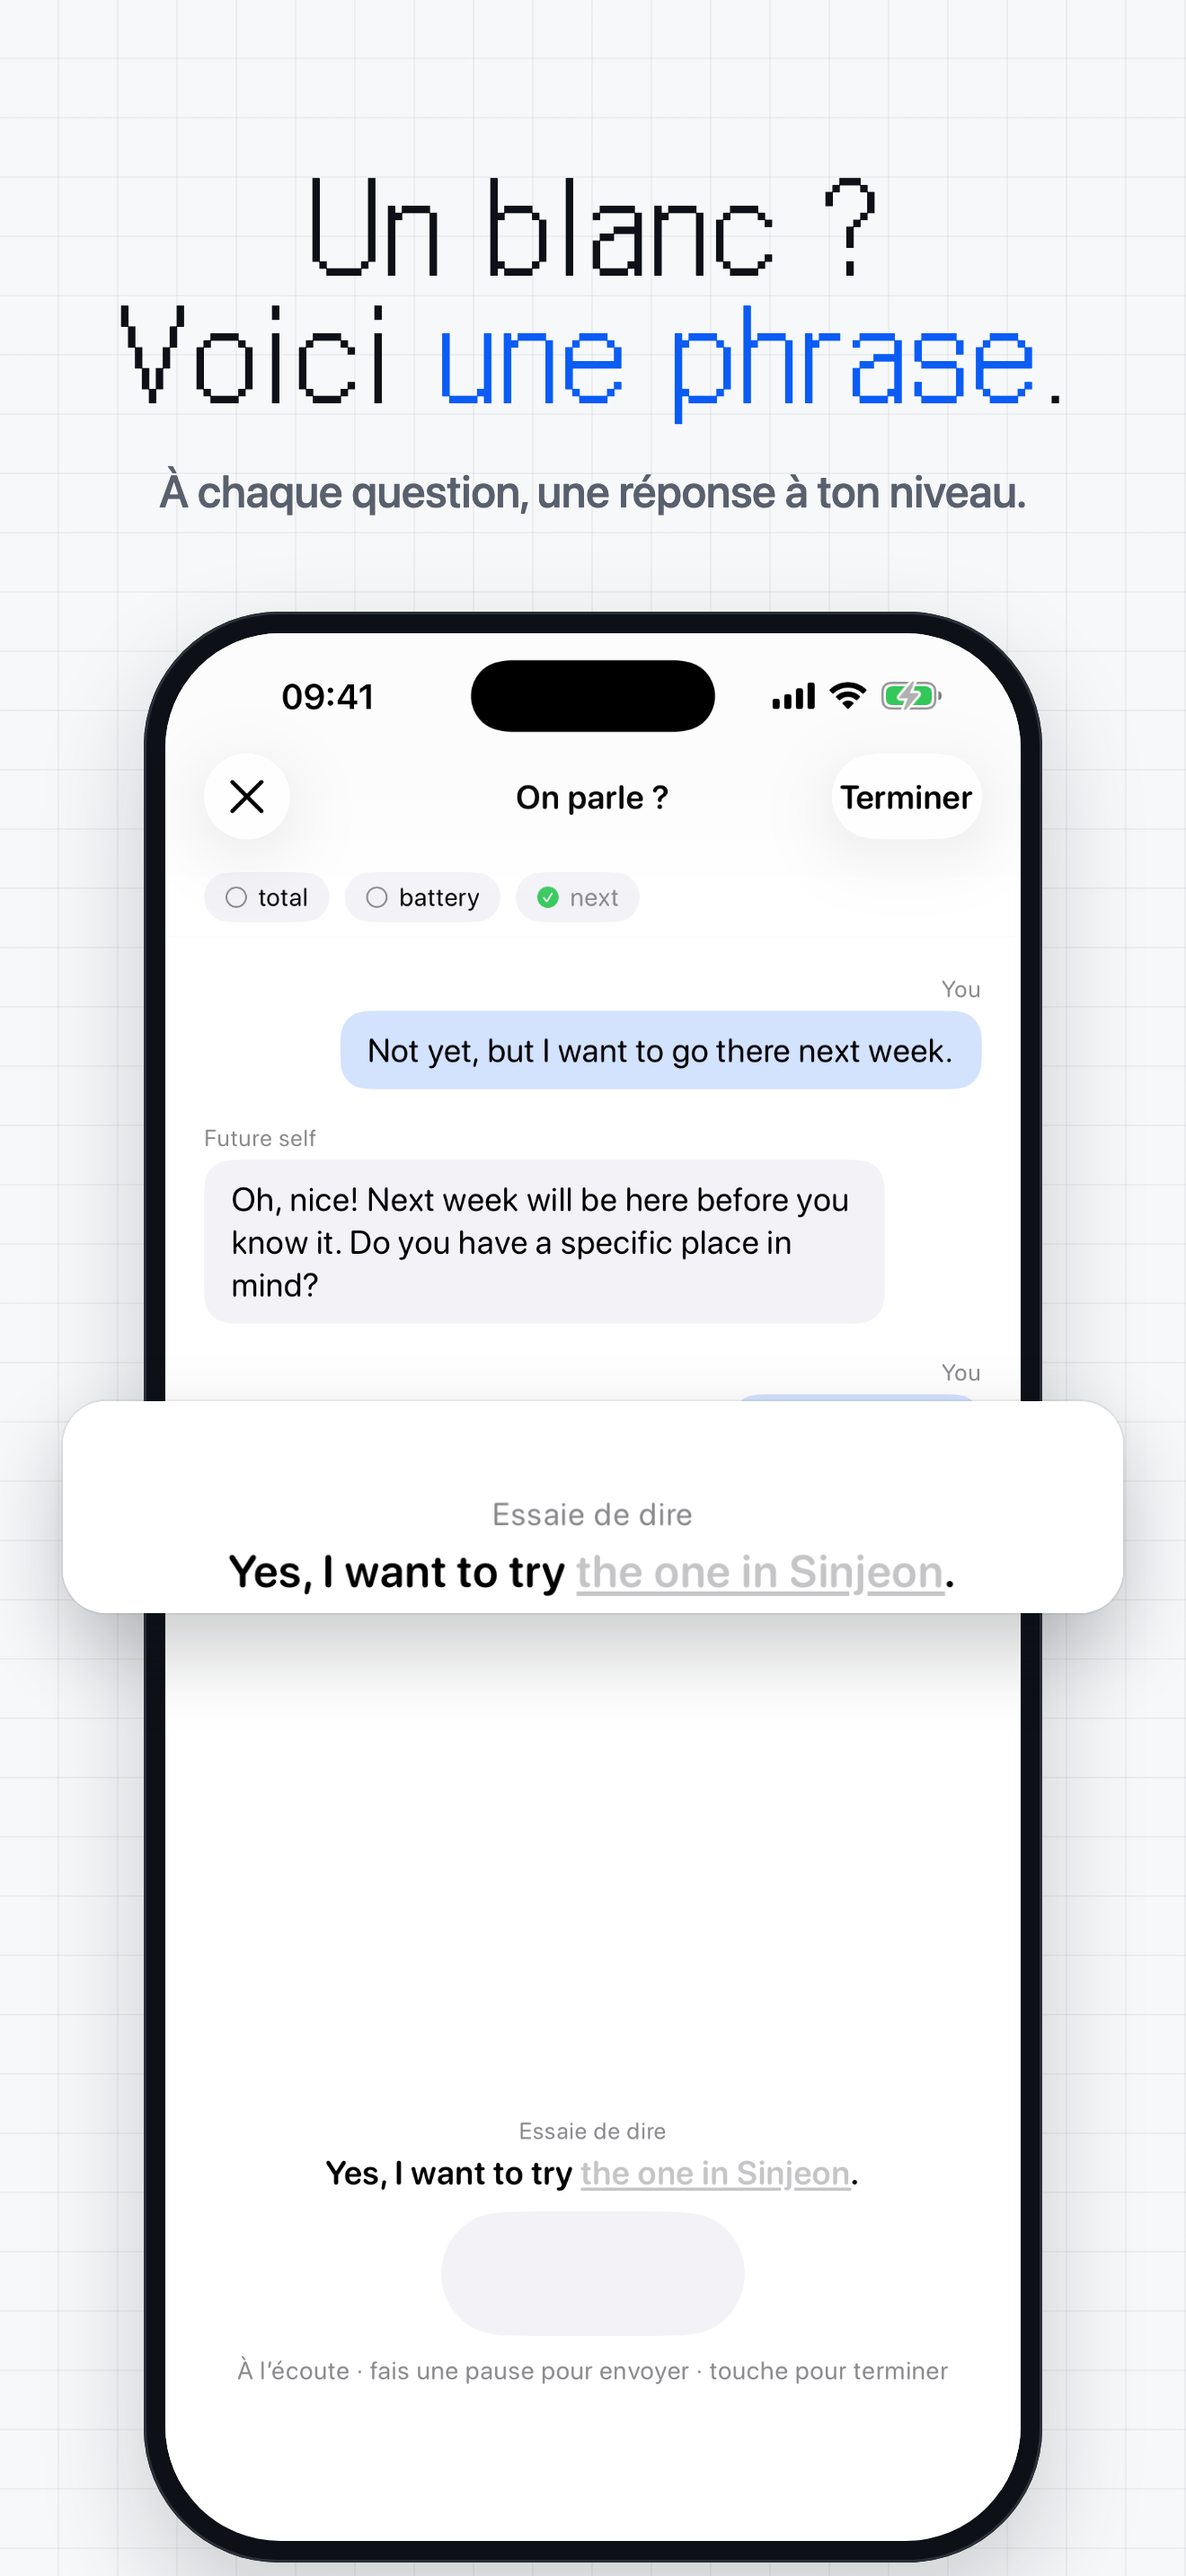 Un blanc ?
Voici une phrase.
À chaque question, une réponse à ton niveau.
09:41
On parle ?
Terminer
total
battery
next
You
Not yet, but I want to go there next week.
Future self
Oh, nice! Next week will be here before you
know it. Do you have a specific place in
mind?
You
Essaie de dire
Yes, I want to try the one in Sinjeon.
Essaie de dire
Yes, I want to try the one in Sinjeon.
À l’écoute · fais une pause pour envoyer · touche pour terminer